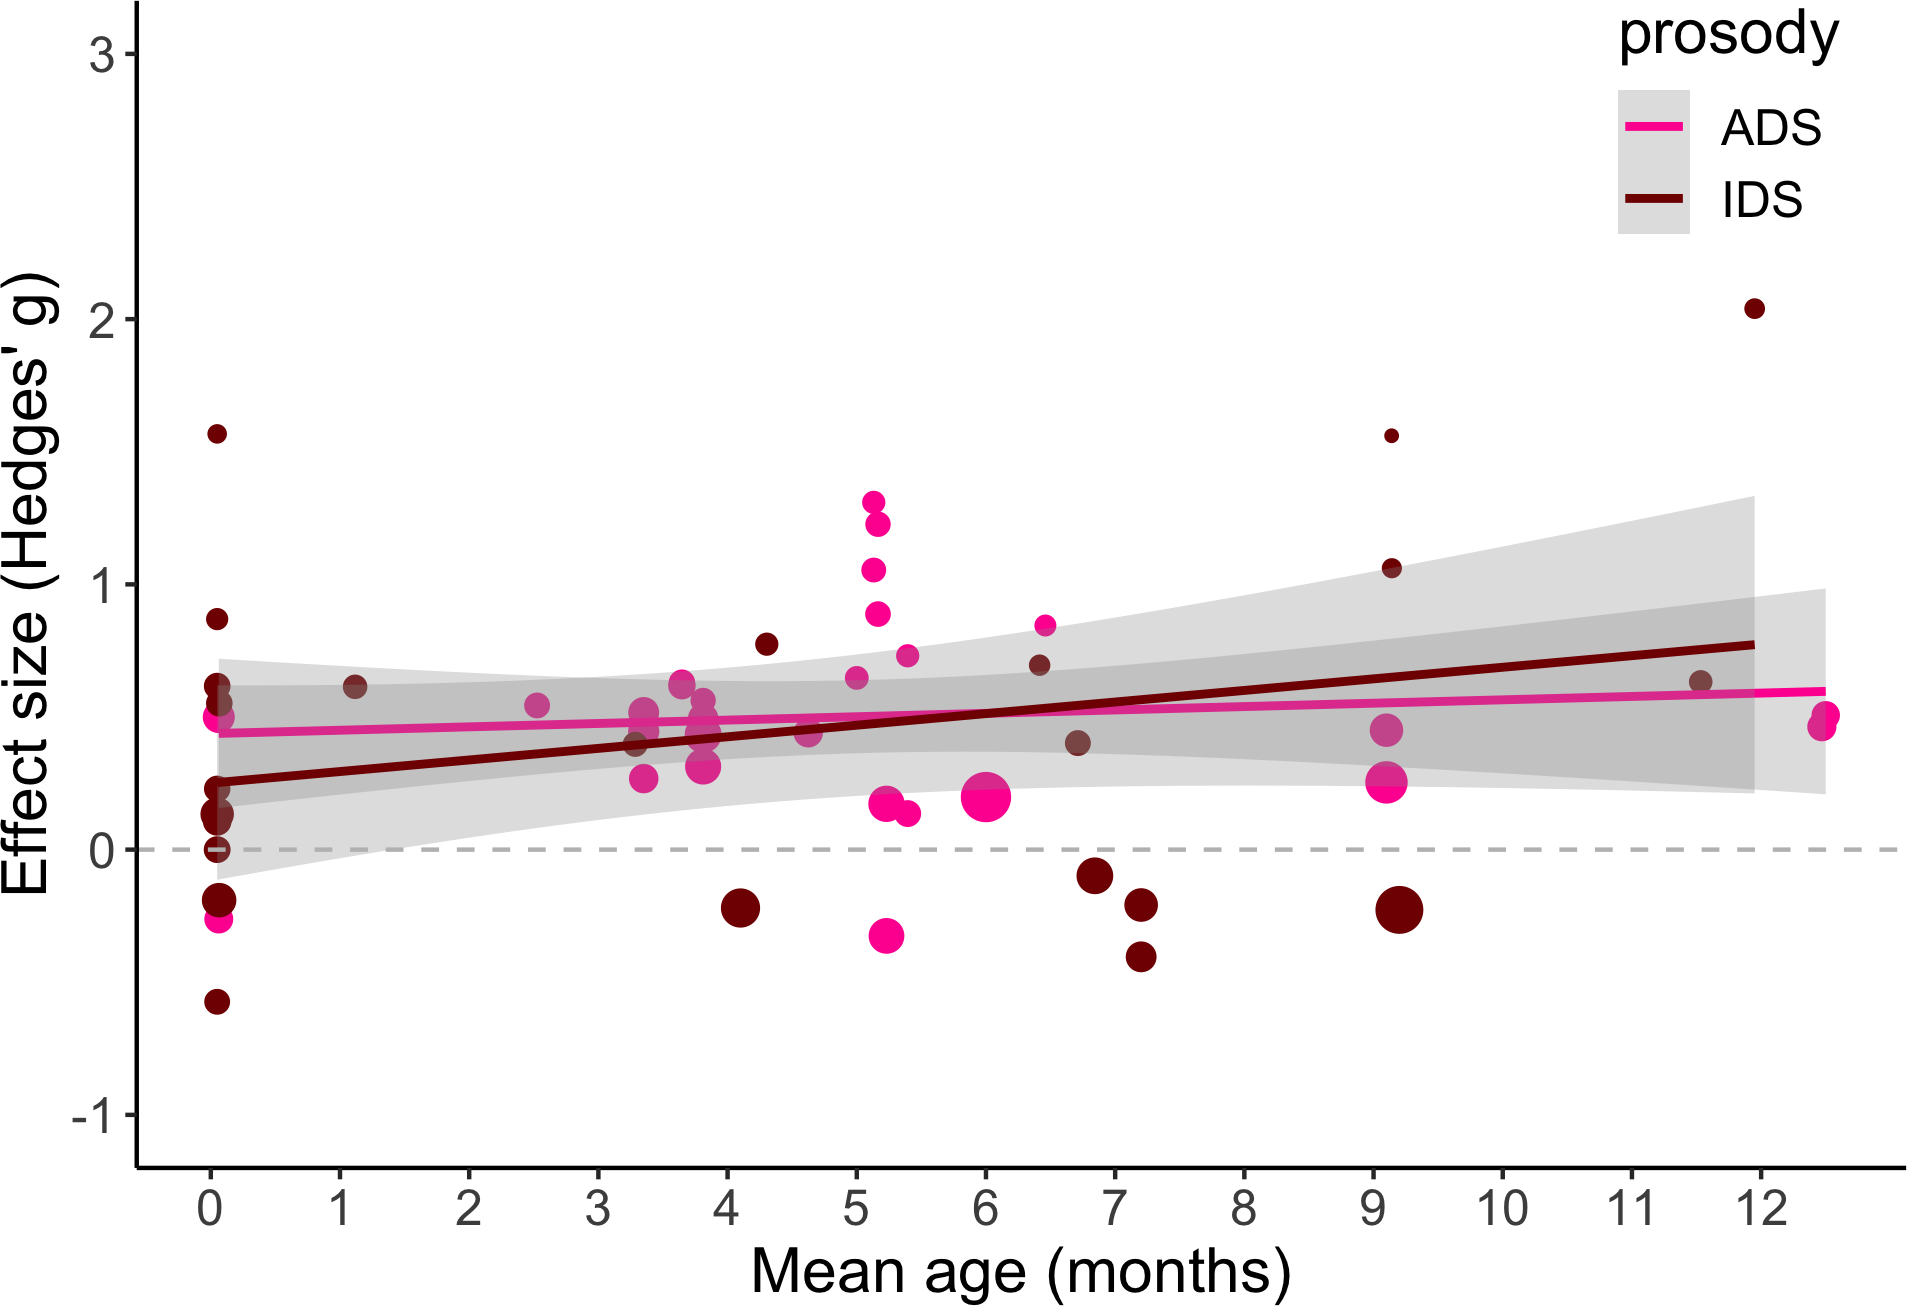 prosody
ADS
IDS
Effect size (Hedges' g)
3
2
1
0
-1
0 1 2 3 4 5 6 7 8 9 10 11 12
Mean age (months)